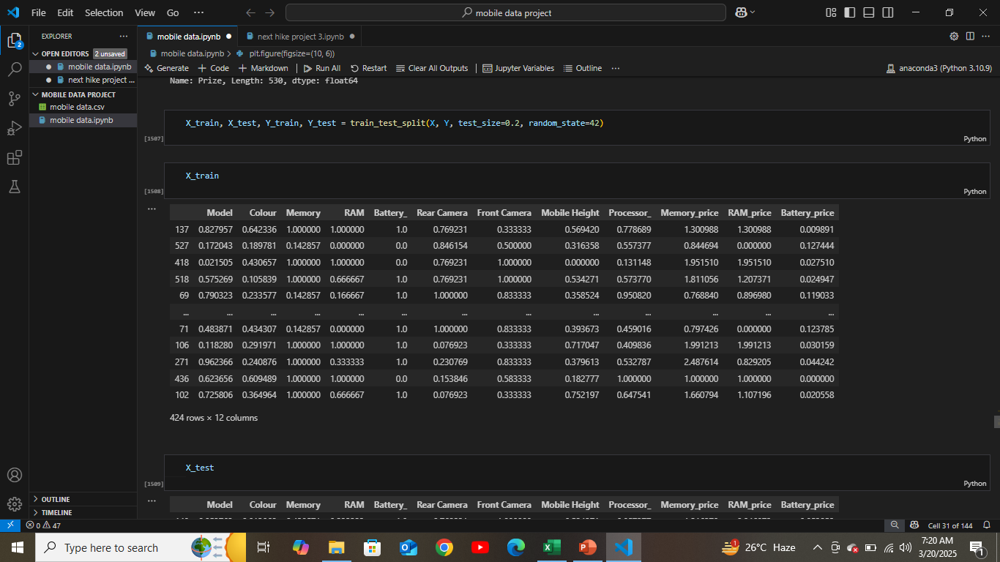 File Edit Selection View Go ··· mobile data project
EXPLORER ···
OPEN EDITORS 2 unsaved
mobile data.ipynb
next hike project ...
MOBILE DATA PROJECT
mobile data.csv
mobile data.ipynb
OUTLINE
TIMELINE
mobile data.ipynb next hike project 3.ipynb
mobile data.ipynb > plt.figure(figsize=(10, 6))
Generate + Code + Markdown Run All Restart Clear All Outputs Jupyter Variables Outline ··· anaconda3 (Python 3.10.9)
Name: Prize, Length: 530, dtype: float64
X_train, X_test, Y_train, Y_test = train_test_split(X, Y, test_size=0.2, random_state=42)
[1507] Python
X_train
[1508] Python
Model Colour Memory RAM Battery_ Rear Camera Front Camera Mobile Height Processor_ Memory_price RAM_price Battery_price
137 0.827957 0.642336 1.000000 1.000000 1.0 0.769231 0.333333 0.569420 0.778689 1.300988 1.300988 0.009891
527 0.172043 0.189781 0.142857 0.000000 0.0 0.846154 0.500000 0.316358 0.557377 0.844694 0.000000 0.127444
418 0.021505 0.430657 1.000000 1.000000 0.0 0.769231 1.000000 0.000000 0.131148 1.951510 1.951510 0.027510
518 0.575269 0.105839 1.000000 0.666667 1.0 0.769231 1.000000 0.534271 0.573770 1.811056 1.207371 0.024947
69 0.790323 0.233577 0.142857 0.166667 1.0 1.000000 0.833333 0.358524 0.950820 0.768840 0.896980 0.119033
... ... ... ... ... ... ... ... ... ... ... ... ...
71 0.483871 0.434307 0.142857 0.000000 1.0 1.000000 0.833333 0.393673 0.459016 0.797426 0.000000 0.123785
106 0.118280 0.291971 1.000000 1.000000 1.0 0.076923 0.333333 0.717047 0.409836 1.991213 1.991213 0.030159
271 0.962366 0.240876 1.000000 0.333333 1.0 0.230769 0.833333 0.379613 0.532787 2.487614 0.829205 0.044242
436 0.623656 0.609489 1.000000 1.000000 0.0 0.153846 0.583333 0.182777 1.000000 1.000000 1.000000 0.000000
102 0.725806 0.364964 1.000000 0.666667 1.0 0.076923 0.333333 0.752197 0.647541 1.660794 1.107196 0.020558
424 rows × 12 columns
X_test
[1509] Python
Model Colour Memory RAM Battery_ Rear Camera Front Camera Mobile Height Processor_ Memory_price RAM_price Battery_price
0 47 Cell 31 of 144
Type here to search 26°C Haze 7:20 AM
3/20/2025